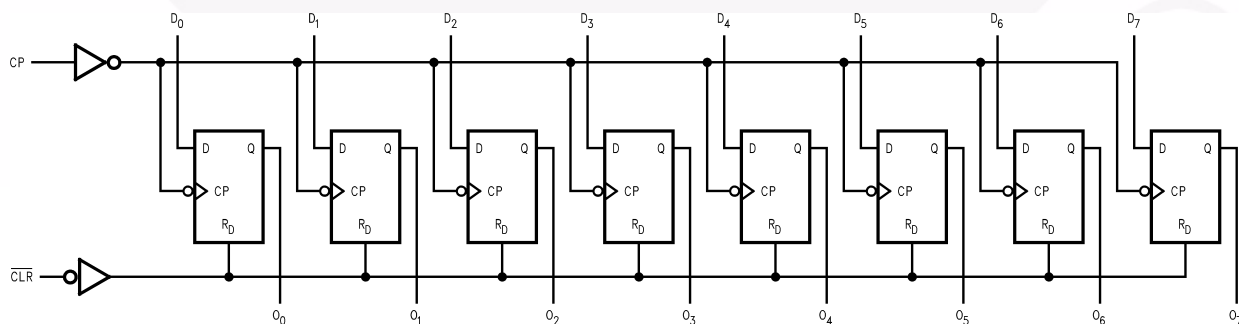 D0 D1 D2 D3 D4 D5 D6 D7
CP
D Q D Q D Q D Q D Q D Q D Q D Q
CP CP CP CP CP CP CP CP
RD RD RD RD RD RD RD RD
CLR
O0 O1 O2 O3 O4 O5 O6 O7